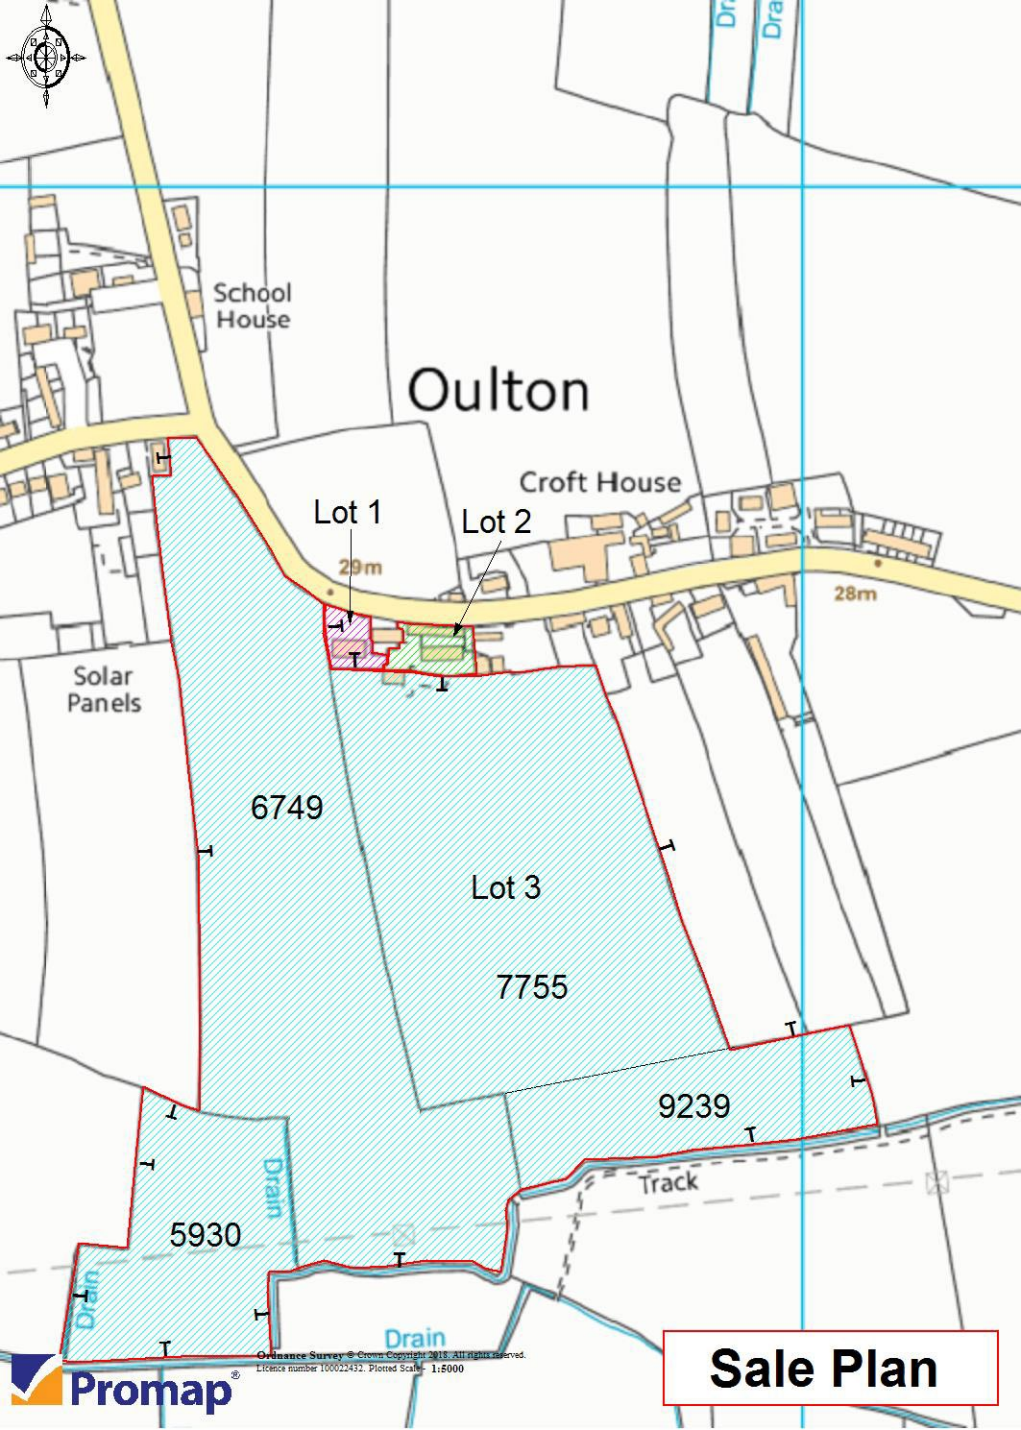 Drain
Drain
School
House
Oulton
Croft House
Lot 1
Lot 2
29m
28m
Solar
Panels
6749
Lot 3
7755
9239
Track
Drain
5930
Drain
Drain
Ordnance Survey © Crown Copyright 2018. All rights reserved.
Licence number 100022432. Plotted Scale - 1:5000
Promap®
Sale Plan